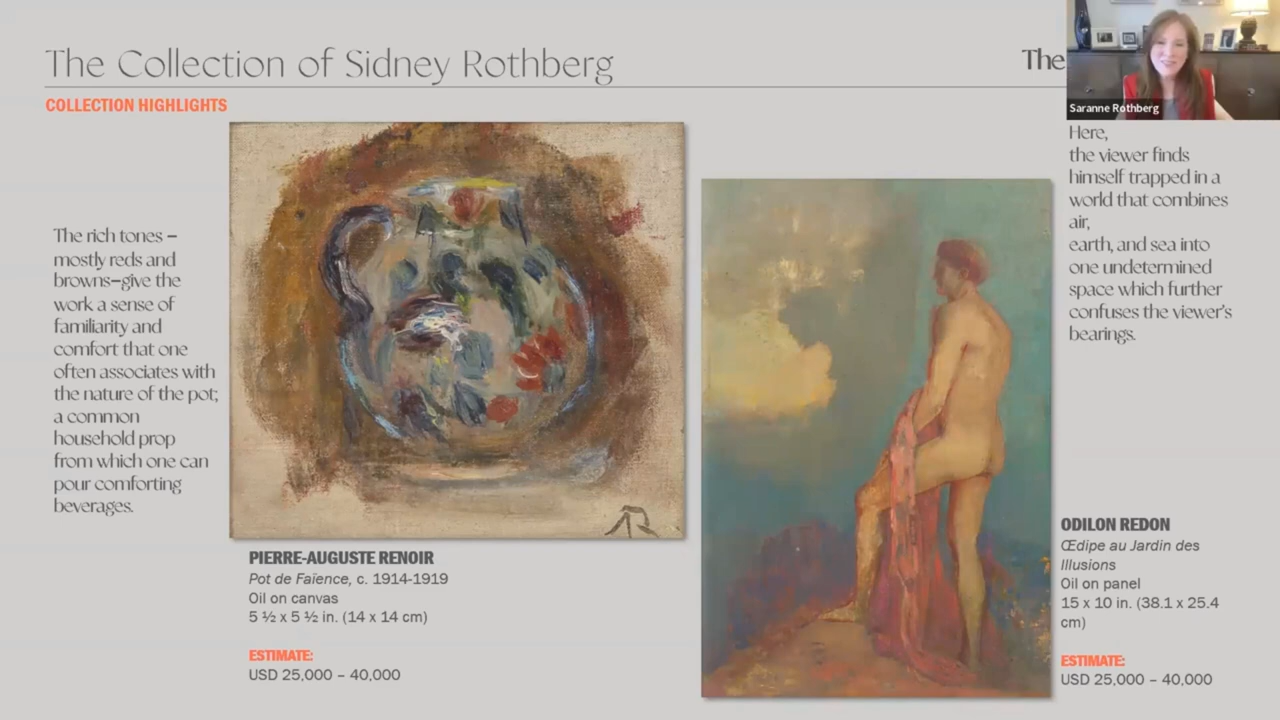 The Collection of Sidney Rothberg
The
COLLECTION HIGHLIGHTS
Saranne Rothberg
The rich tones –
mostly reds and
browns–give the
work a sense of
familiarity and
comfort that one
often associates with
the nature of the pot;
a common
household prop
from which one can
pour comforting
beverages.
AR
PIERRE-AUGUSTE RENOIR
Pot de Faïence, c. 1914-1919
Oil on canvas
5 ½ x 5 ½ in. (14 x 14 cm)
ESTIMATE:
USD 25,000 – 40,000
Here,
the viewer finds
himself trapped in a
world that combines
air,
earth, and sea into
one undetermined
space which further
confuses the viewer's
bearings.
ODILON REDON
Œdipe au Jardin des
Illusions
Oil on panel
15 x 10 in. (38.1 x 25.4
cm)
ESTIMATE:
USD 25,000 – 40,000